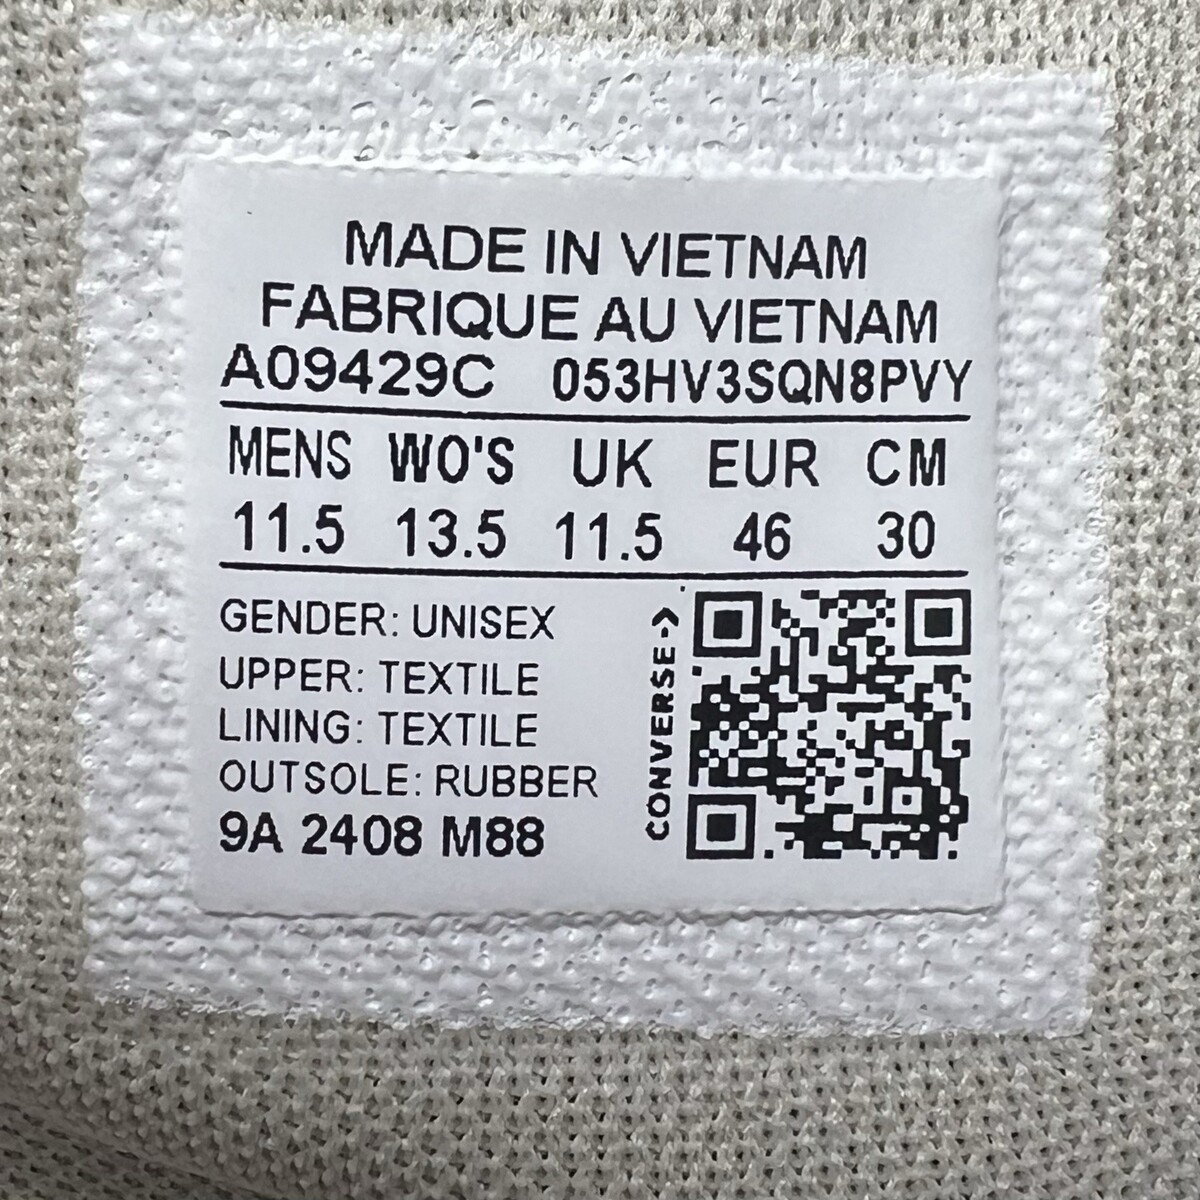 MADE IN VIETNAM
FABRIQUE AU VIETNAM
A09429C 053HV3SQN8PVY
MENS WO'S UK EUR CM
11.5 13.5 11.5 46 30
GENDER: UNISEX
UPPER: TEXTILE
LINING: TEXTILE
OUTSOLE: RUBBER
9A 2408 M88
CONVERSE->